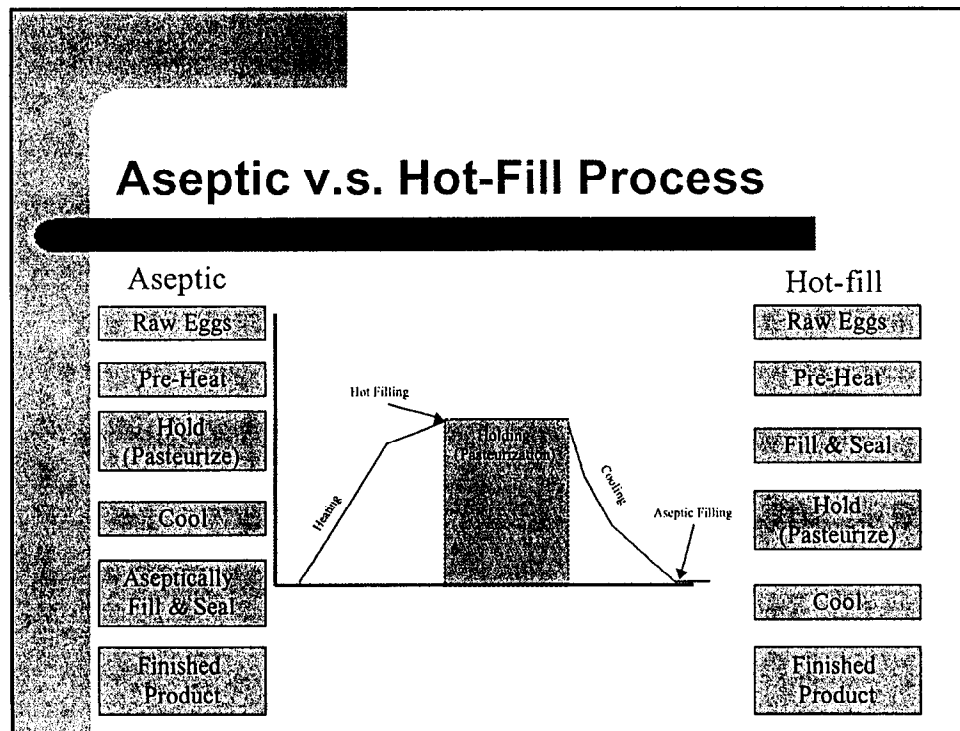 Aseptic v.s. Hot-Fill Process
Aseptic
Raw Eggs
Pre-Heat
Hold
(Pasteurize)
Cool
Aseptically
Fill & Seal
Finished
Product
Hot Filling
Heating
Holding
(Pasteurization)
Cooling
Aseptic Filling
Hot-fill
Raw Eggs
Pre-Heat
Fill & Seal
Hold
(Pasteurize)
Cool
Finished
Product